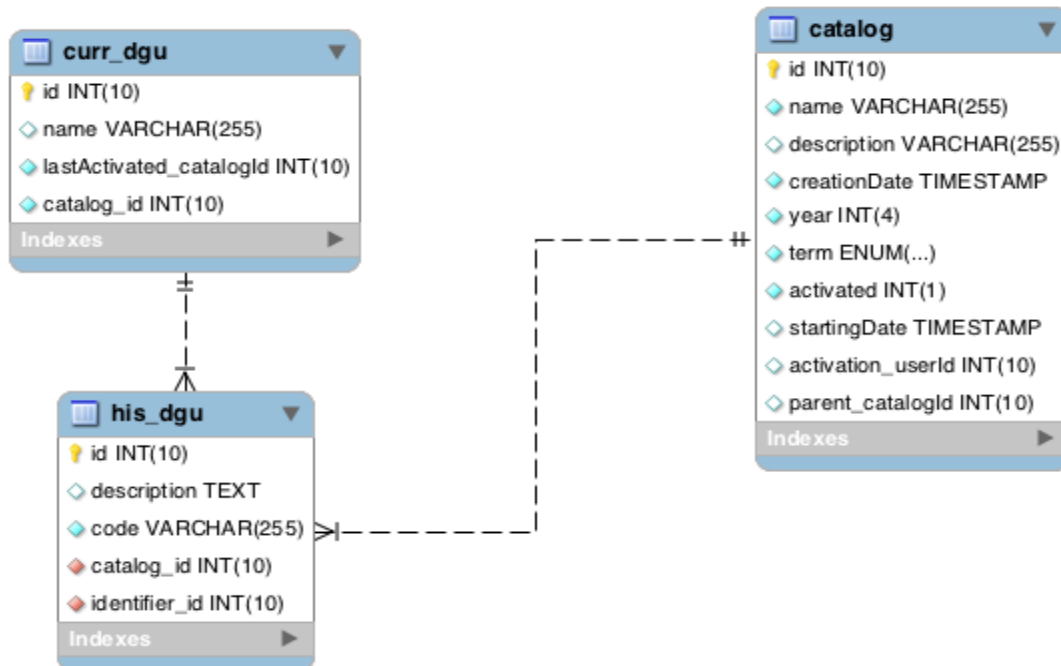 curr_dgu
id INT(10)
name VARCHAR(255)
lastActivated_catalogId INT(10)
catalog_id INT(10)
Indexes
catalog
id INT(10)
name VARCHAR(255)
description VARCHAR(255)
creationDate TIMESTAMP
year INT(4)
term ENUM(...)
activated INT(1)
startingDate TIMESTAMP
activation_userId INT(10)
parent_catalogId INT(10)
Indexes
his_dgu
id INT(10)
description TEXT
code VARCHAR(255)
catalog_id INT(10)
identifier_id INT(10)
Indexes